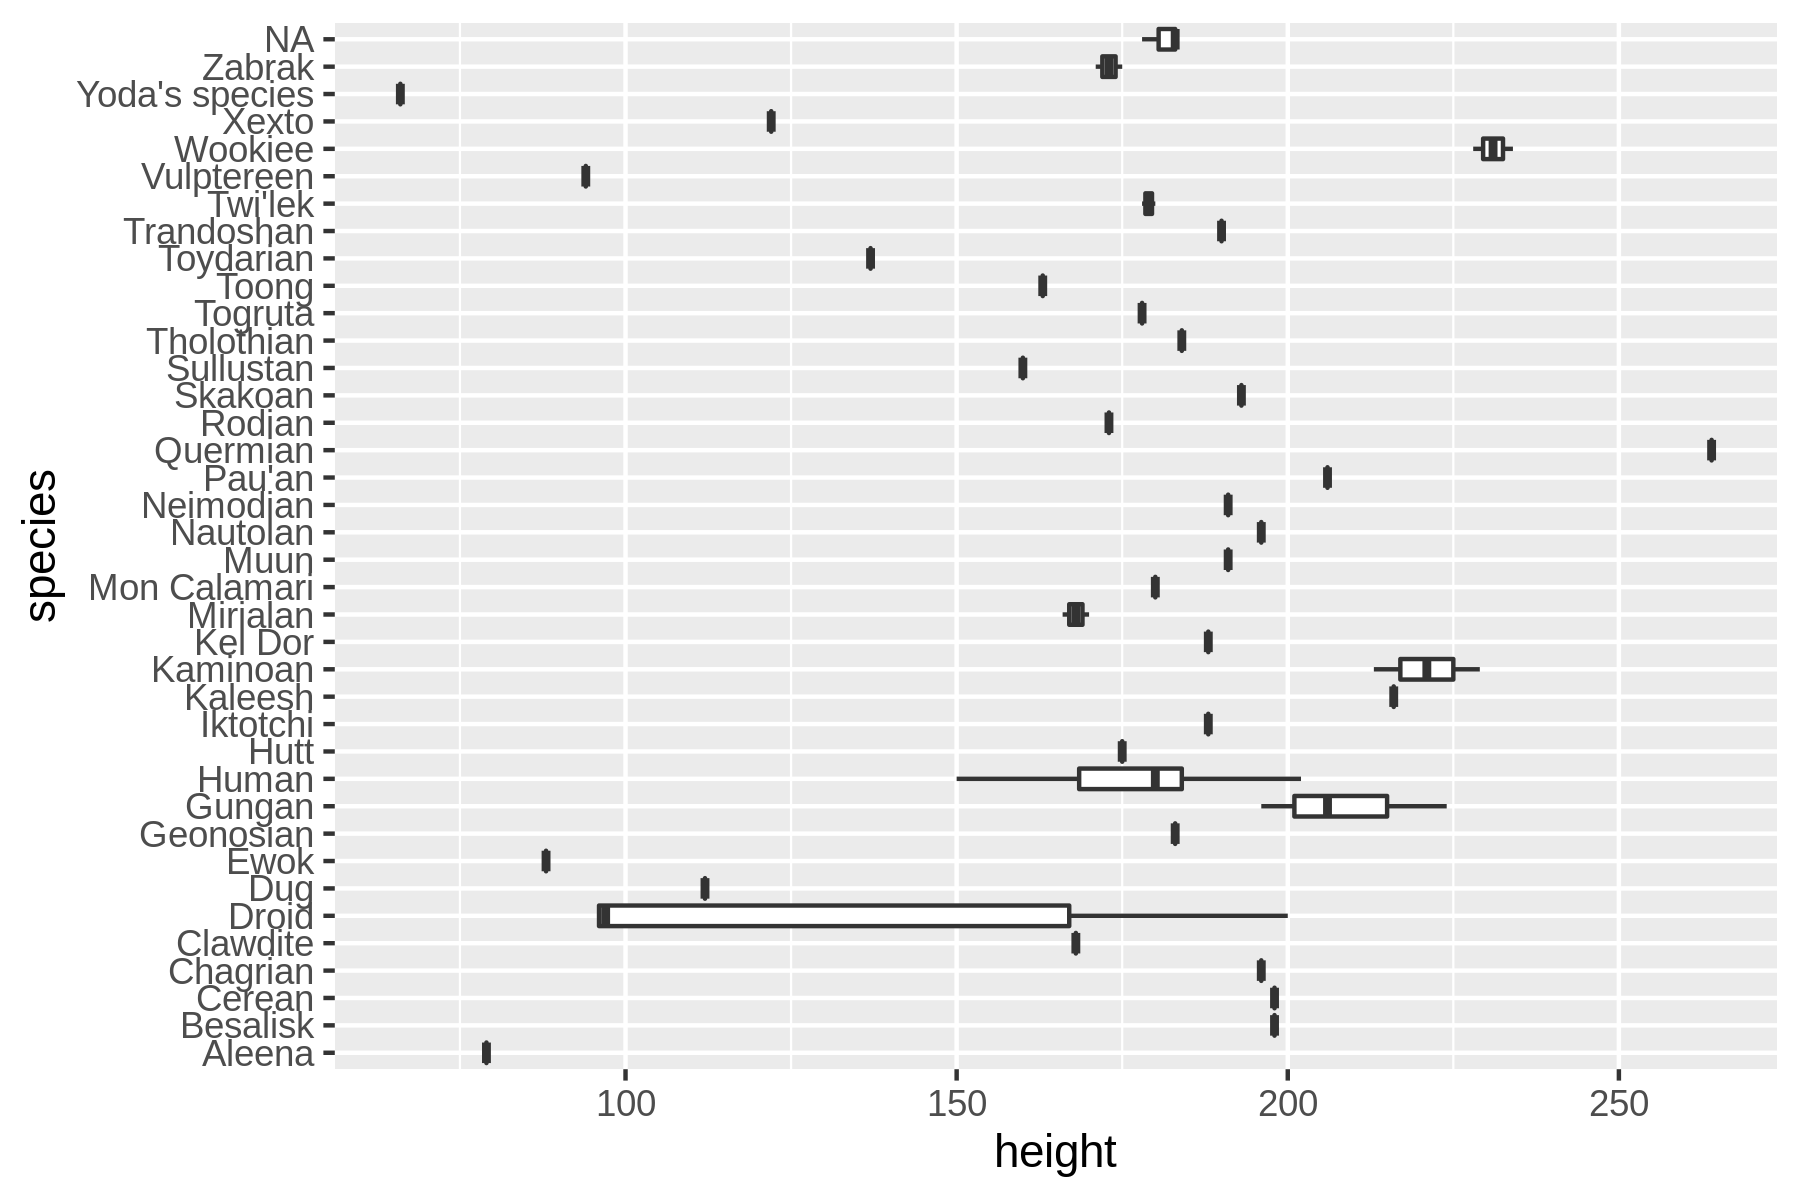 NA
Zabrak
Yoda's species
Xexto
Wookiee
Vulptereen
Twi'lek
Trandoshan
Toydarian
Toong
Togruta
Tholothian
Sullustan
Skakoan
Rodian
Quermian
Pau'an
Neimodian
Nautolan
Muun
Mon Calamari
Mirialan
Kel Dor
Kaminoan
Kaleesh
Iktotchi
Hutt
Human
Gungan
Geonosian
Ewok
Dug
Droid
Clawdite
Chagrian
Cerean
Besalisk
Aleena
species
100 150 200 250
height